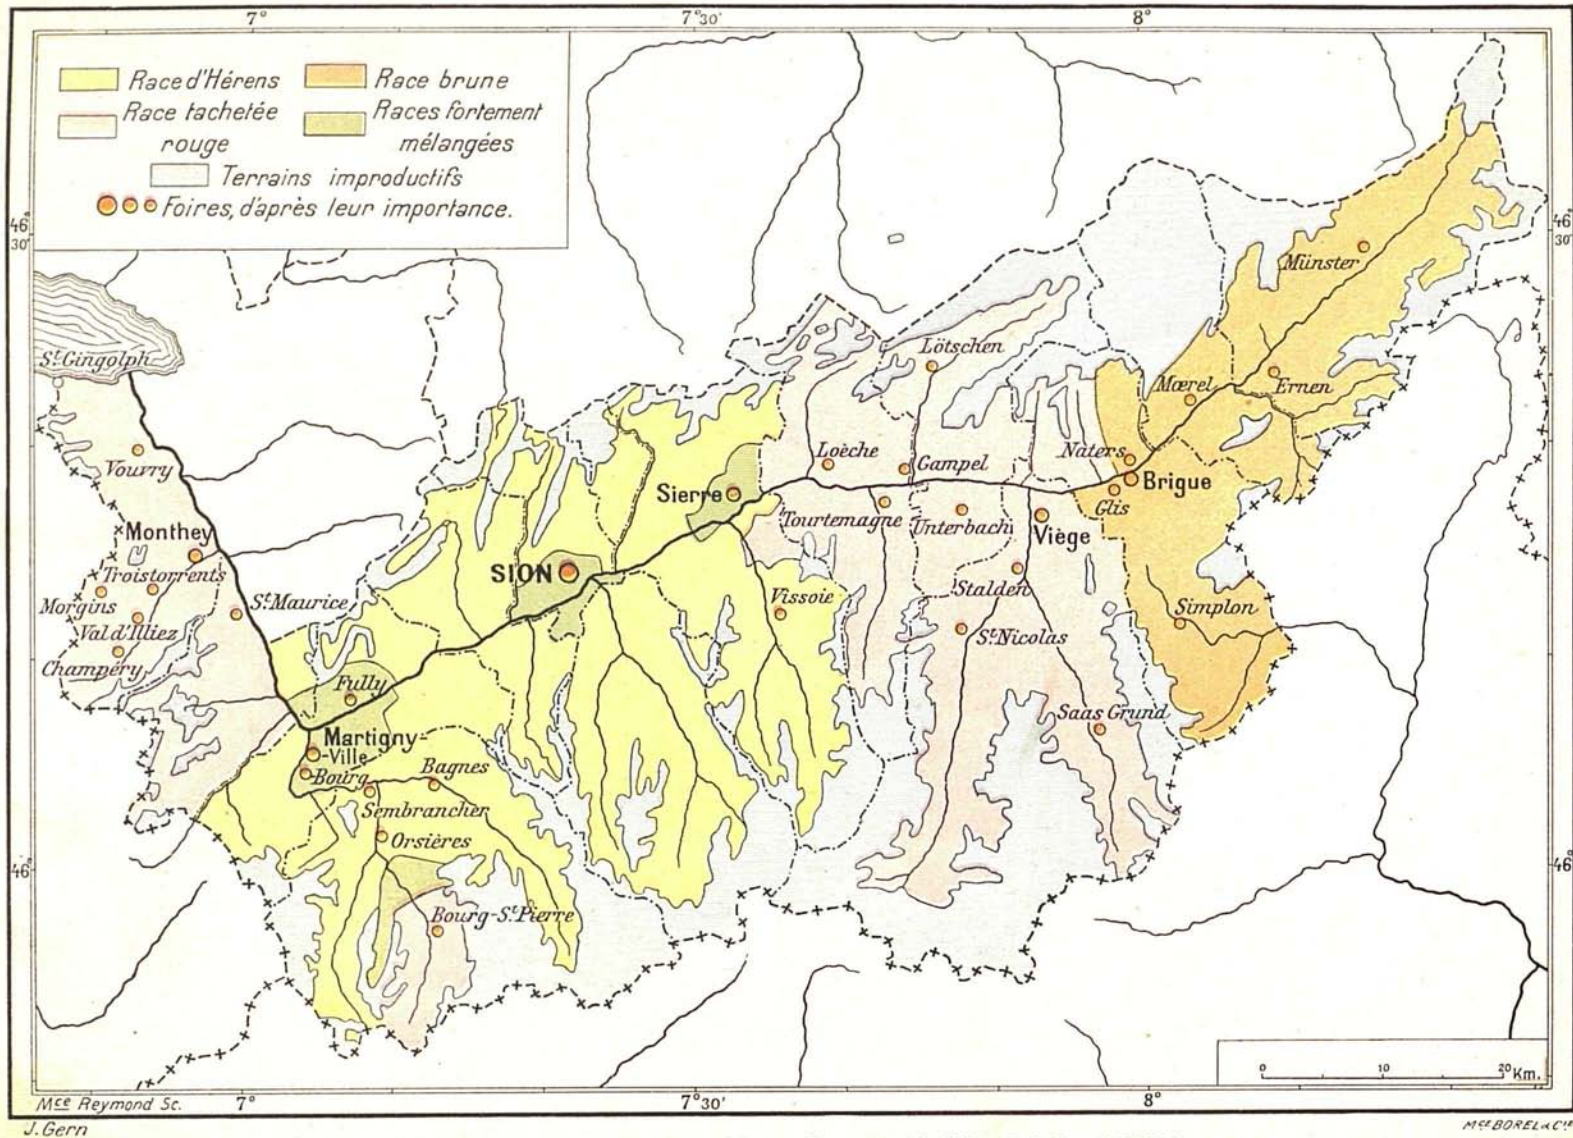 7°
7°30'
8°
Race d'Hérens
Race brune
Race tachetée
rouge
Races fortement
mélangées
Terrains improductifs
Foires, d'après leur importance.
46°
30'
46°
30'
Münster
St Gingolph
Lötschen
Mœrel
Ernen
Vouvry
Loèche
Gampel
Naters
Brigue
Sierre
Glis
Monthey
Tourtemagne
Unterbach
Viège
Troistorrents
SION
Stalden
Morgins
St Maurice
Vissoie
Simplon
Val d'Illiez
St Nicolas
Champéry
Fully
Saas Grund
Martigny-
-Ville
-Bourg
Bagnes
Sembrancher
Orsières
46°
46°
Bourg-St Pierre
0 10 20 Km.
Mce Reymond Sc.
7°
7°30'
8°
J. Gern
Mce BOREL & Cie